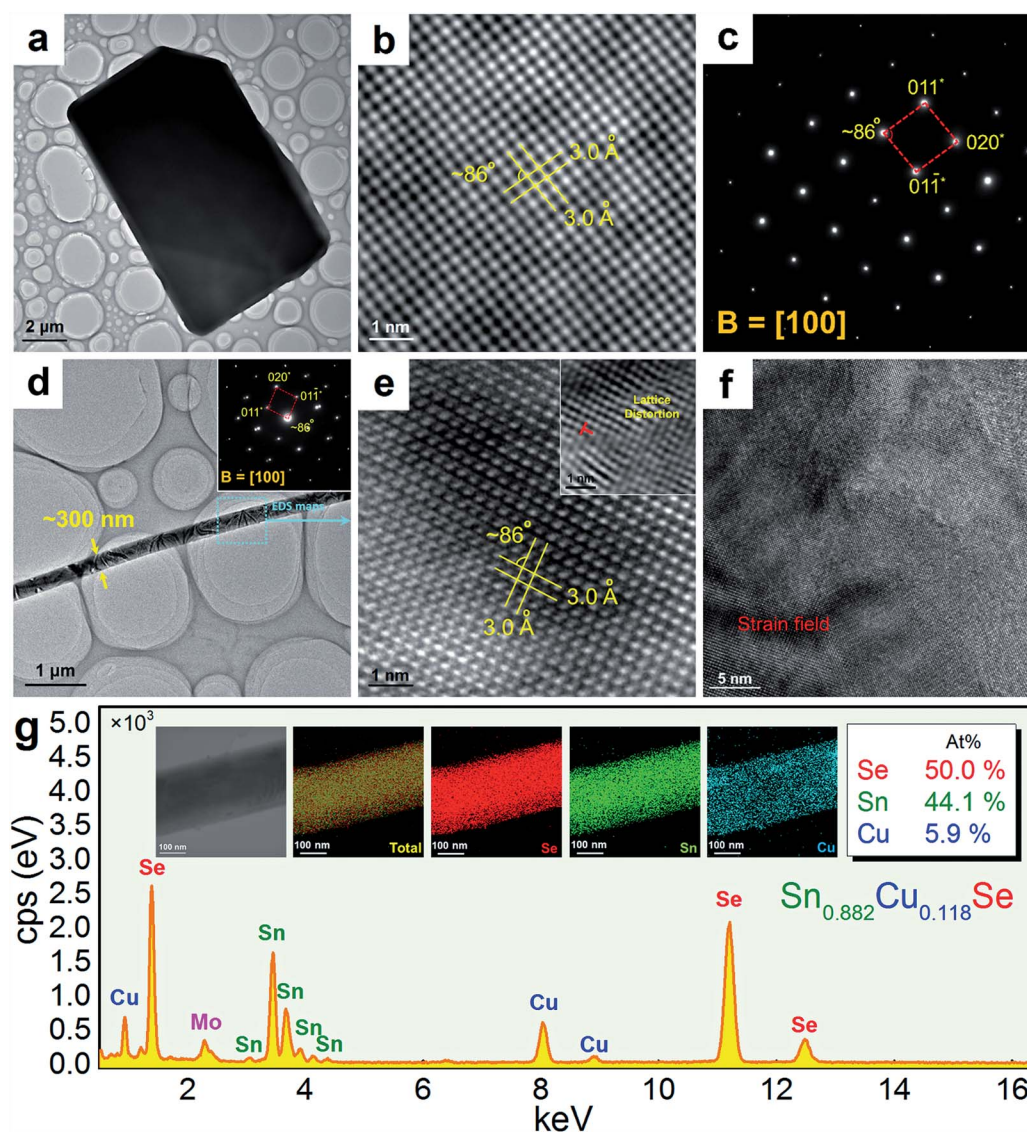 a
2 µm
b
~86°
3.0 Å
3.0 Å
1 nm
c
011*
~86°
020*
011̄*
B = [100]
d
020*
011̄*
011*
~86°
B = [100]
~300 nm
EDS maps
1 µm
e
Lattice
Distortion
1 nm
~86°
3.0 Å
3.0 Å
1 nm
f
Strain field
5 nm
g
×10³
cps (eV)
5.0
4.5
4.0
3.5
3.0
2.5
2.0
1.5
1.0
0.5
0.0
100 nm
100 nm Total
100 nm Se
100 nm Sn
100 nm Cu
At%
Se 50.0 %
Sn 44.1 %
Cu 5.9 %
Sn0.882Cu0.118Se
Cu
Se
Mo
Sn
Sn
Sn
Sn
Sn
Cu
Cu
Se
Se
2 4 6 8 10 12 14 16
keV